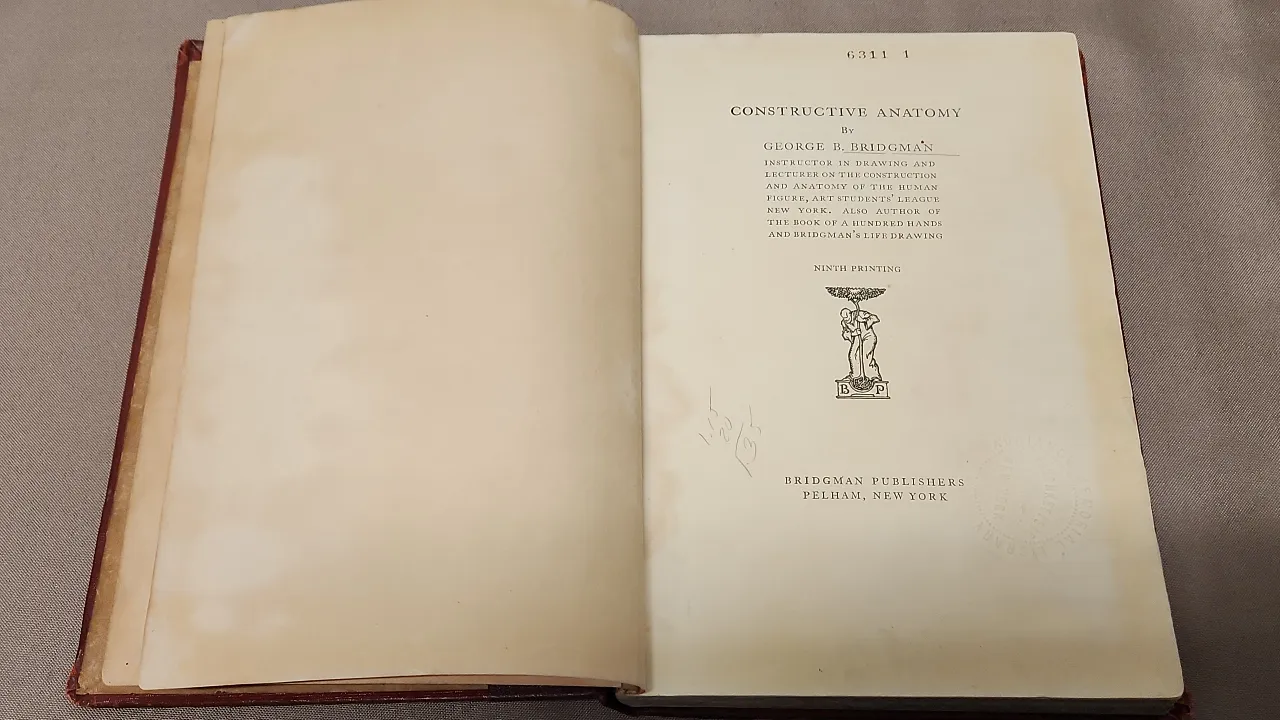 6311 1
CONSTRUCTIVE ANATOMY
By
GEORGE B. BRIDGMAN
INSTRUCTOR IN DRAWING AND
LECTURER ON THE CONSTRUCTION
AND ANATOMY OF THE HUMAN
FIGURE, ART STUDENTS' LEAGUE
NEW YORK. ALSO AUTHOR OF
THE BOOK OF A HUNDRED HANDS
AND BRIDGMAN'S LIFE DRAWING
NINTH PRINTING
B P
BRIDGMAN PUBLISHERS
PELHAM, NEW YORK